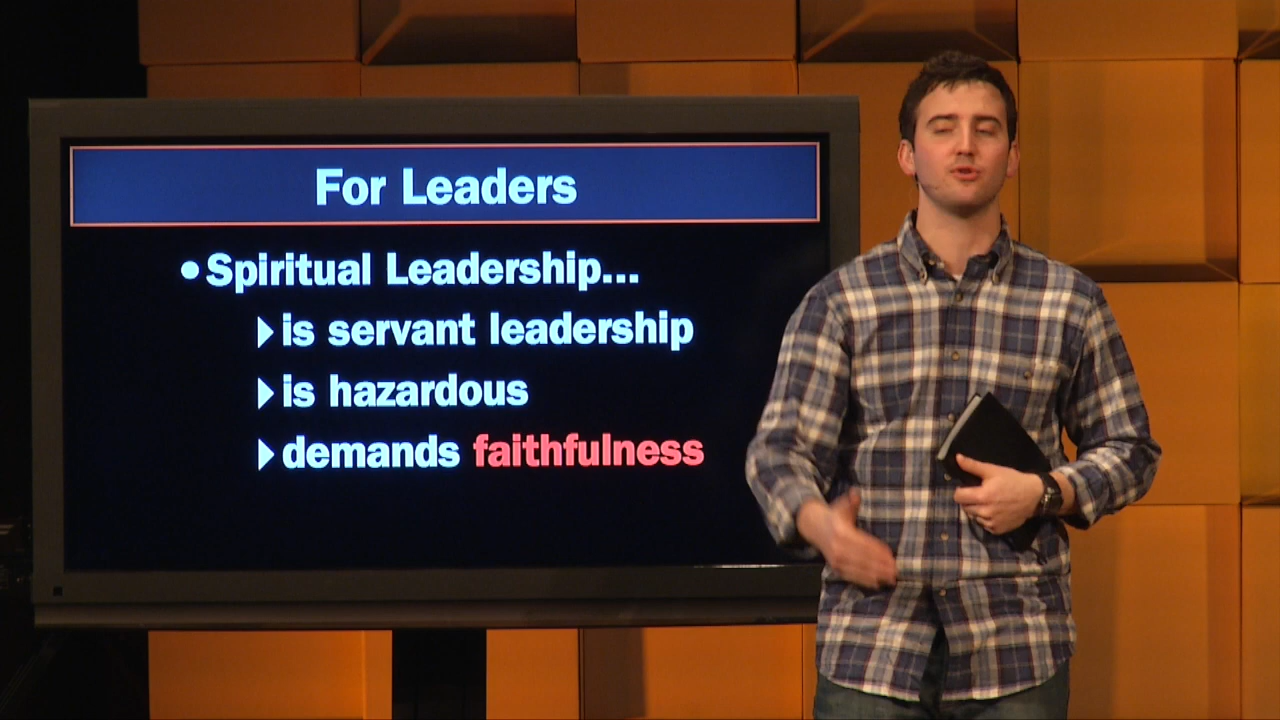 For Leaders
• Spiritual Leadership...
▶ is servant leadership
▶ is hazardous
▶ demands faithfulness